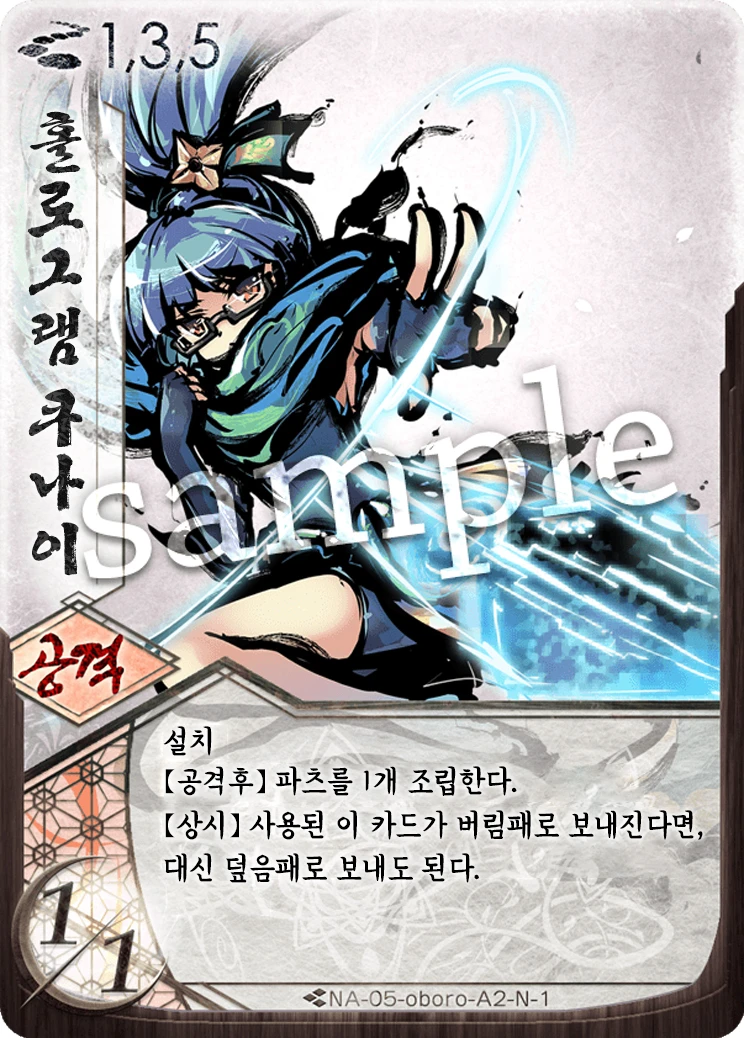 1,3,5
홀로그램 쿠나이
sample
공격
설치
【공격후】 파츠를 1개 조립한다.
【상시】 사용된 이 카드가 버림패로 보내진다면,
대신 덮음패로 보내도 된다.
1/1
NA-05-oboro-A2-N-1